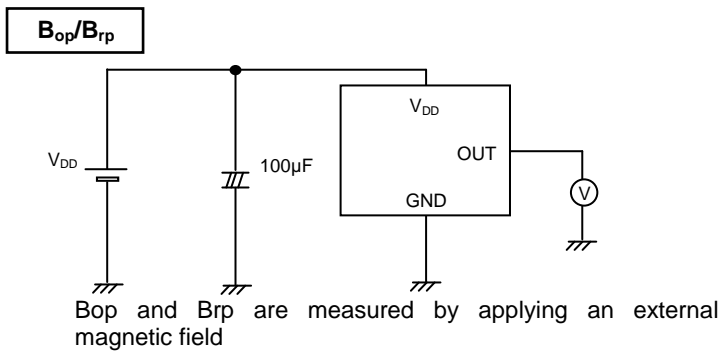 Bop/Brp
VDD
100µF
VDD
OUT
GND
V
Bop and Brp are measured by applying an external
magnetic field